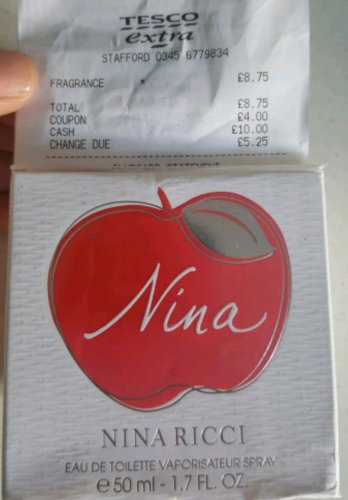 TESCO
extra
STAFFORD 0345 6779834
FRAGRANCE * £8.75
TOTAL £8.75
COUPON £4.00
CASH £10.00
CHANGE DUE £5.25
STATEMENT
Nina
NINA RICCI
EAU DE TOILETTE VAPORISATEUR SPRAY
e 50 ml - 1.7 FL. OZ.